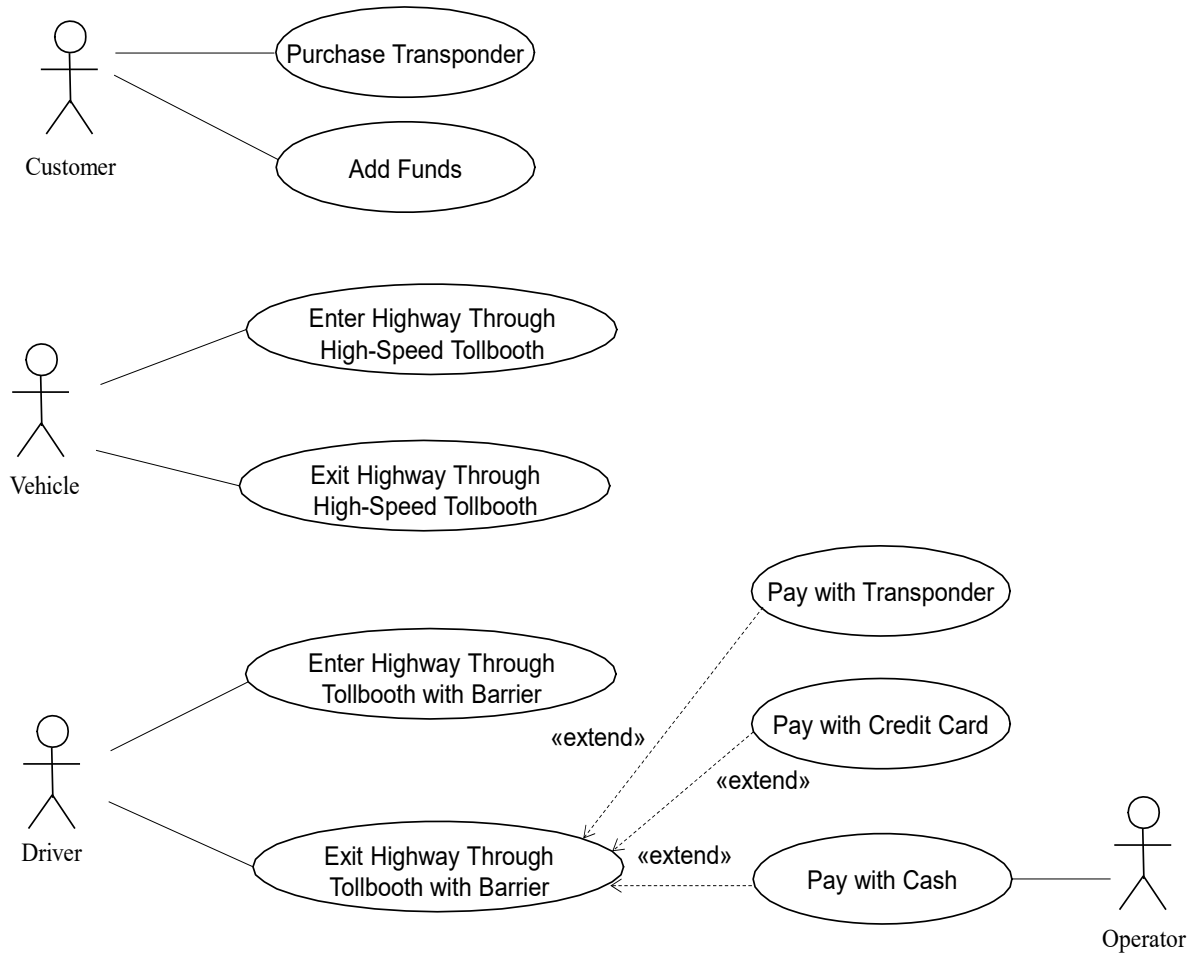 Purchase Transponder
Customer
Add Funds
Enter Highway Through
High-Speed Tollbooth
Vehicle
Exit Highway Through
High-Speed Tollbooth
Pay with Transponder
Enter Highway Through
Tollbooth with Barrier
Pay with Credit Card
«extend»
«extend»
Driver
Exit Highway Through
Tollbooth with Barrier
«extend»
Pay with Cash
Operator